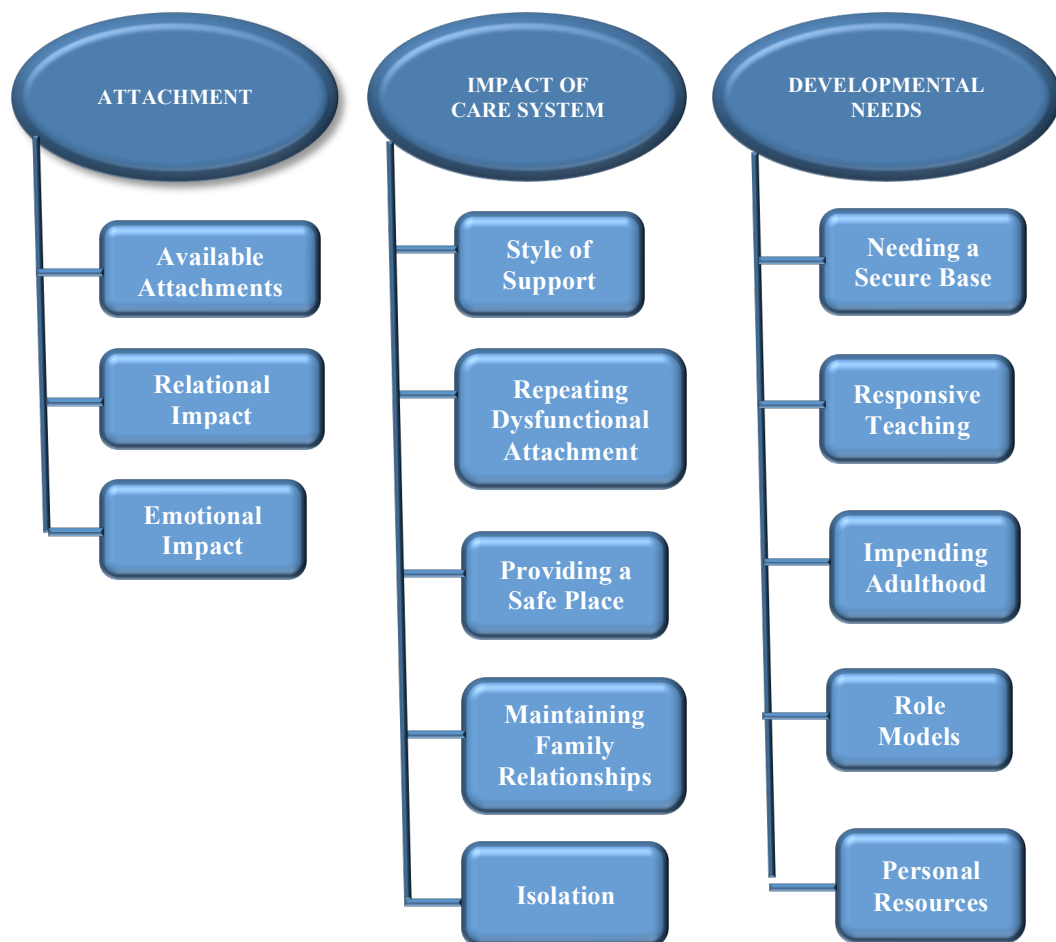 ATTACHMENT
Available
Attachments
Relational
Impact
Emotional
Impact
IMPACT OF
CARE SYSTEM
Style of
Support
Repeating
Dysfunctional
Attachment
Providing a
Safe Place
Maintaining
Family
Relationships
Isolation
DEVELOPMENTAL
NEEDS
Needing a
Secure Base
Responsive
Teaching
Impending
Adulthood
Role
Models
Personal
Resources